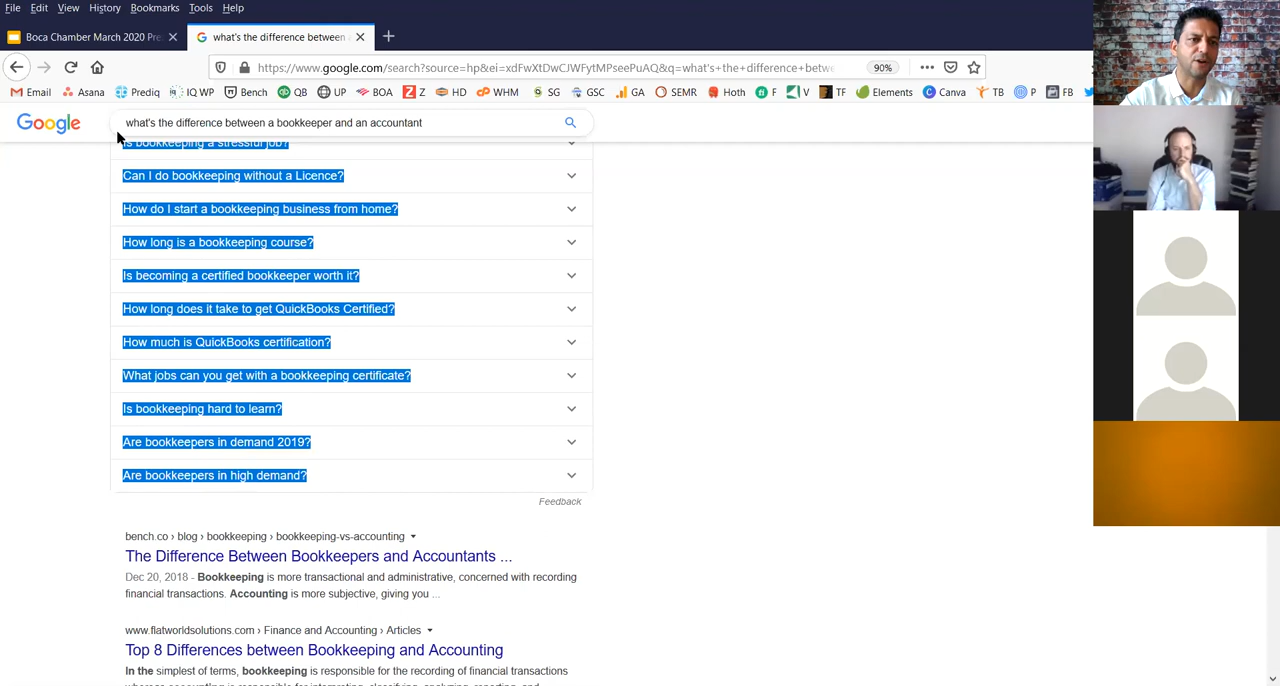 File Edit View History Bookmarks Tools Help
Boca Chamber March 2020 Pre
what's the difference between
https://www.google.com/search?source=hp&ei=xdFwXtDwCJWFytMPseePuAQ&q=what's+the+difference+betwe
90%
Email Asana Prediq IQ WP Bench QB UP BOA Z HD WHM SG GSC GA SEMR Hoth F V TF Elements Canva TB P FB
Google
what's the difference between a bookkeeper and an accountant
Is bookkeeping a stressful job?
Can I do bookkeeping without a Licence?
How do I start a bookkeeping business from home?
How long is a bookkeeping course?
Is becoming a certified bookkeeper worth it?
How long does it take to get QuickBooks Certified?
How much is QuickBooks certification?
What jobs can you get with a bookkeeping certificate?
Is bookkeeping hard to learn?
Are bookkeepers in demand 2019?
Are bookkeepers in high demand?
Feedback
bench.co › blog › bookkeeping › bookkeeping-vs-accounting
The Difference Between Bookkeepers and Accountants ...
Dec 20, 2018 - Bookkeeping is more transactional and administrative, concerned with recording
financial transactions. Accounting is more subjective, giving you ...
www.flatworldsolutions.com › Finance and Accounting › Articles
Top 8 Differences between Bookkeeping and Accounting
In the simplest of terms, bookkeeping is responsible for the recording of financial transactions